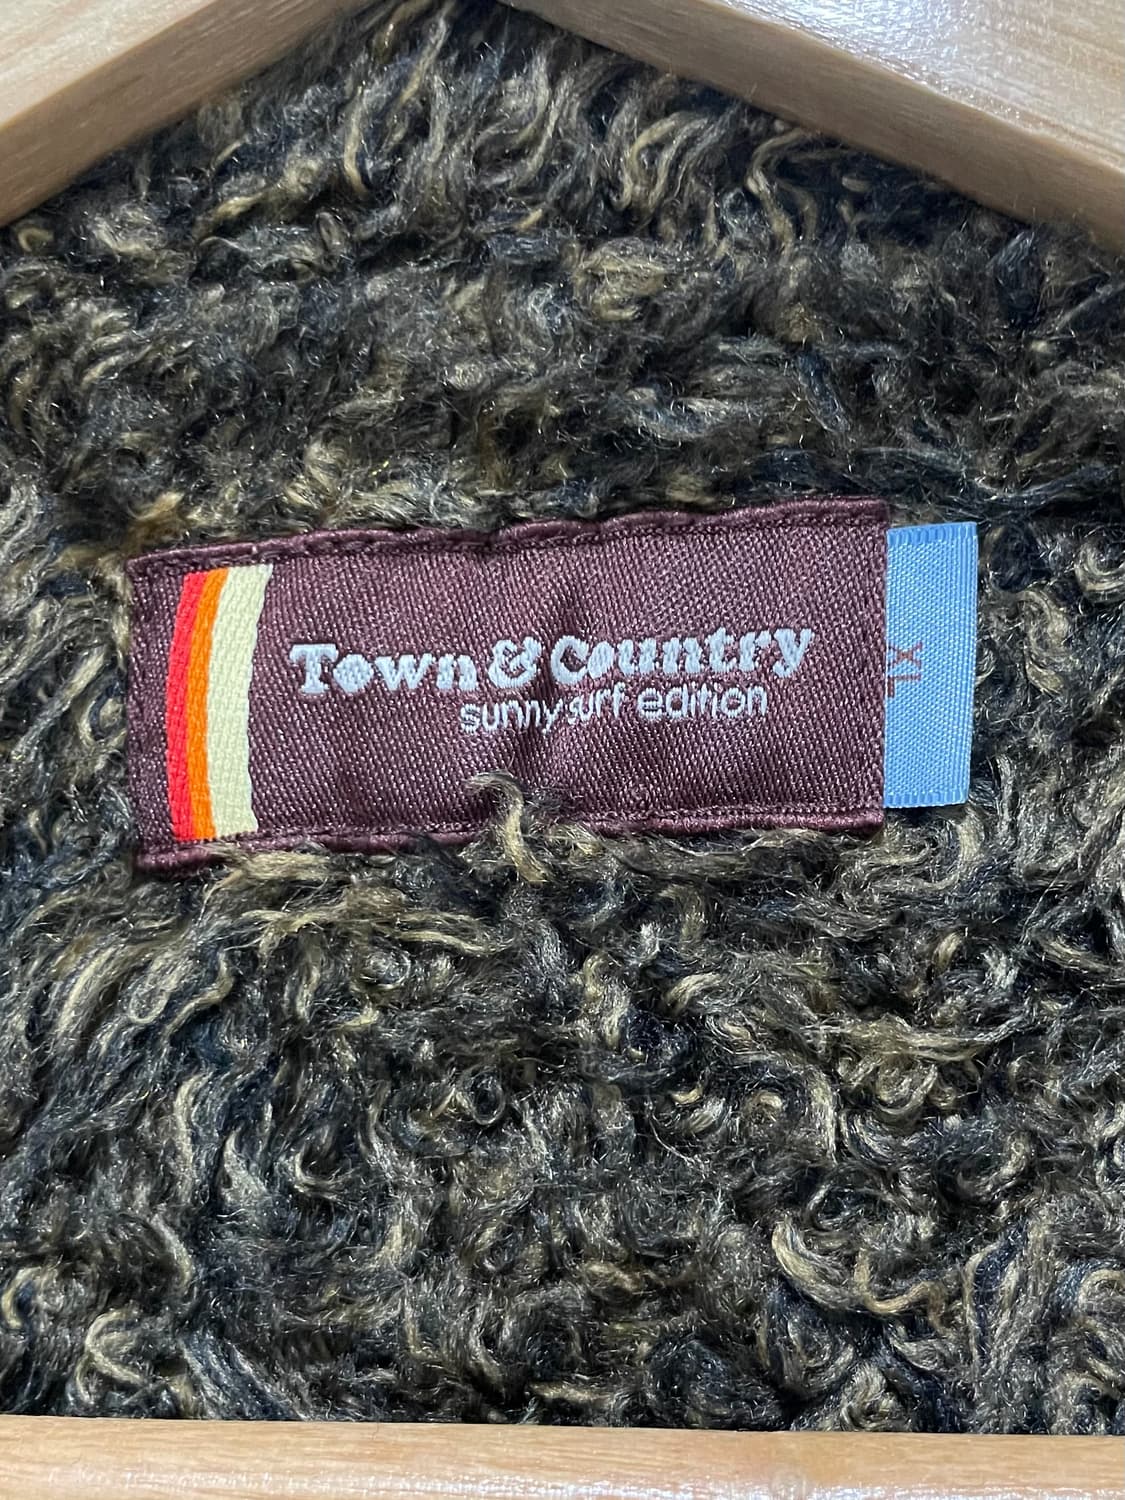 Town & Country
sunny surf edition
XL